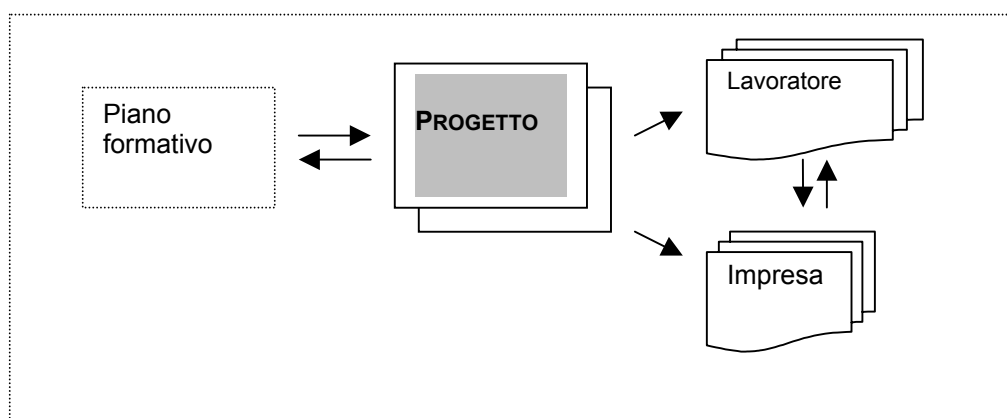 Piano
formativo
PROGETTO
Lavoratore
Impresa